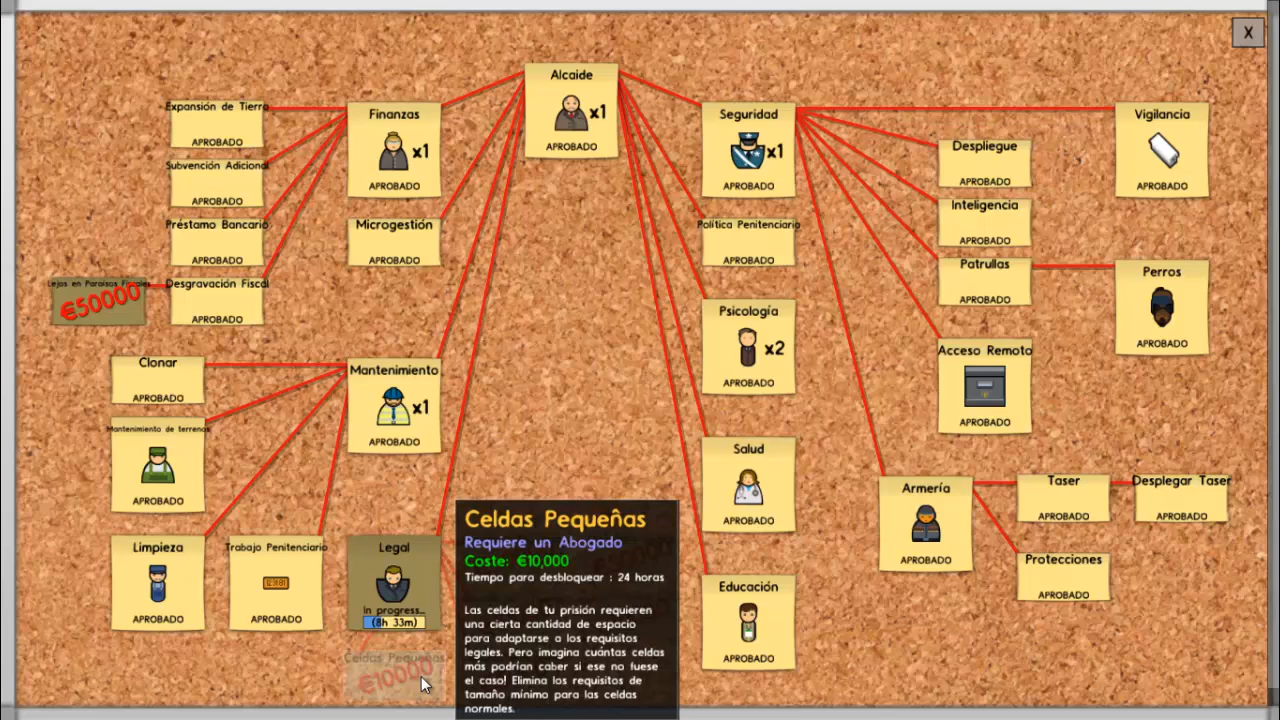 X
Alcaide
x1
APROBADO
Expansión de Tierra
APROBADO
Subvención Adicional
APROBADO
Préstamo Bancario
APROBADO
Lejos en Paraísos Fiscales
€50000
Desgravación Fiscal
APROBADO
Finanzas
x1
APROBADO
Microgestión
APROBADO
Clonar
APROBADO
Mantenimiento de terrenos
APROBADO
Mantenimiento
x1
APROBADO
Limpieza
APROBADO
Trabajo Penitenciario
APROBADO
Legal
In progress...
(8h 33m)
Celdas Pequeñas
€10000
Celdas Pequeñas
Requiere un Abogado
Coste: €10,000
Tiempo para desbloquear : 24 horas
Las celdas de tu prisión requieren
una cierta cantidad de espacio
para adaptarse a los requisitos
legales. Pero imagina cuántas celdas
más podrían caber si ese no fuese
el caso! Elimina los requisitos de
tamaño mínimo para las celdas
normales.
Seguridad
x1
APROBADO
Política Penitenciario
APROBADO
Psicología
x2
APROBADO
Salud
APROBADO
Educación
APROBADO
Despliegue
APROBADO
Inteligencia
APROBADO
Patrullas
APROBADO
Acceso Remoto
APROBADO
Vigilancia
APROBADO
Perros
APROBADO
Armería
APROBADO
Taser
APROBADO
Desplegar Taser
APROBADO
Protecciones
APROBADO